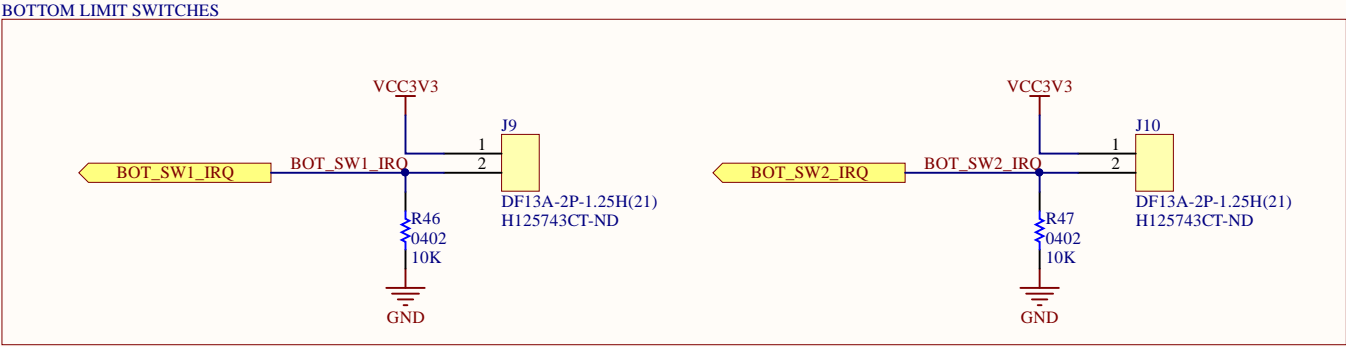 BOTTOM LIMIT SWITCHES
VCC3V3
J9
1
2
BOT_SW1_IRQ
BOT_SW1_IRQ
DF13A-2P-1.25H(21)
H125743CT-ND
R46
0402
10K
GND
VCC3V3
J10
1
2
BOT_SW2_IRQ
BOT_SW2_IRQ
DF13A-2P-1.25H(21)
H125743CT-ND
R47
0402
10K
GND